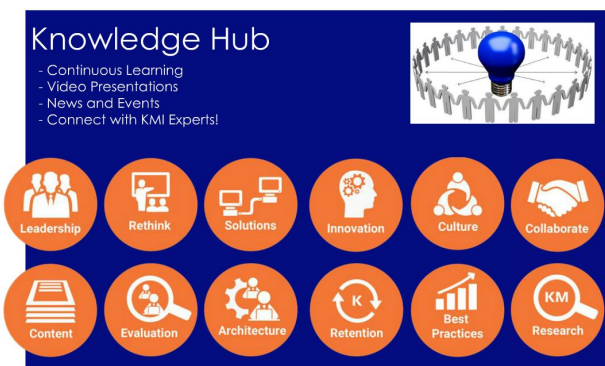 Knowledge Hub
- Continuous Learning
- Video Presentations
- News and Events
- Connect with KMI Experts!
Leadership
Rethink
Solutions
Innovation
Culture
Collaborate
Content
Evaluation
Architecture
K
Retention
Best
Practices
KM
Research